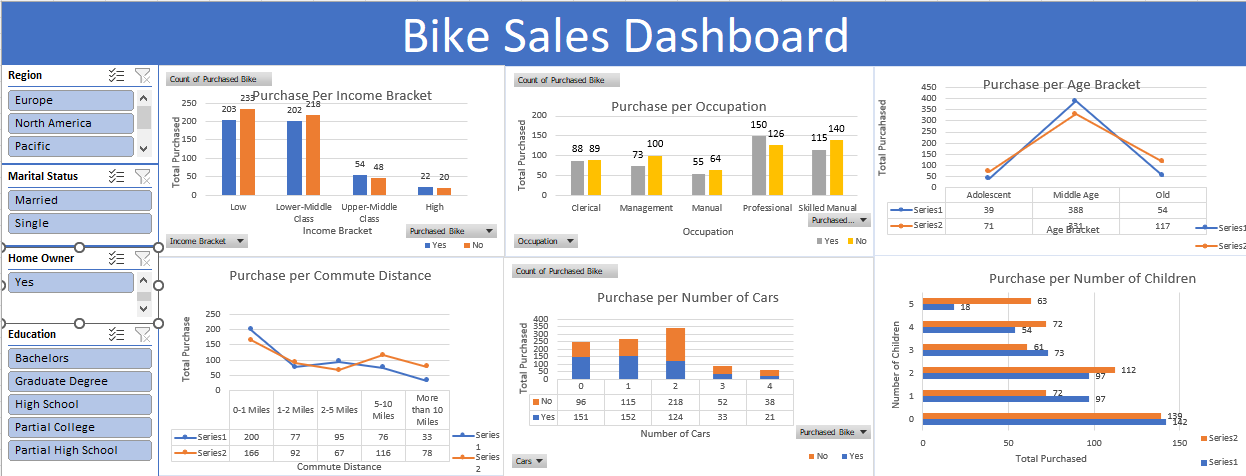 Bike Sales Dashboard
Region
Europe
North America
Pacific
Marital Status
Married
Single
Home Owner
Yes
Education
Bachelors
Graduate Degree
High School
Partial College
Partial High School
Count of Purchased Bike
Purchase Per Income Bracket
Total Purchased
250
200
150
100
50
0
203 233 202 218 54 48 22 20
Low Lower-Middle Class Upper-Middle Class High
Income Bracket
Purchased Bike
Income Bracket
Yes No
Count of Purchased Bike
Purchase per Occupation
Total Purchased
200
150
100
50
0
88 89 73 100 55 64 150 126 115 140
Clerical Management Manual Professional Skilled Manual
Purchased...
Occupation
Occupation
Yes No
Purchase per Age Bracket
Total Purcahased
450
400
350
300
250
200
150
100
50
0
Adolescent Middle Age Old
Series1 39 388 54
Series2 71 331 117
Age Bracket
Series1
Series2
Purchase per Commute Distance
Total Purchase
250
200
150
100
50
0
0-1 Miles 1-2 Miles 2-5 Miles 5-10 Miles More than 10 Miles
Series1 200 77 95 76 33
Series2 166 92 67 116 78
Commute Distance
Series 1
Series 2
Count of Purchased Bike
Purchase per Number of Cars
Total Purchased
400
350
300
250
200
150
100
50
0
0 1 2 3 4
No 96 115 218 52 38
Yes 151 152 124 33 21
Number of Cars
Purchased Bike
No Yes
Cars
Purchase per Number of Children
Number of Children
5 63 18
4 72 54
3 61 73
2 112 97
1 72 97
0 139 142
0 50 100 150
Total Purchased
Series2
Series1